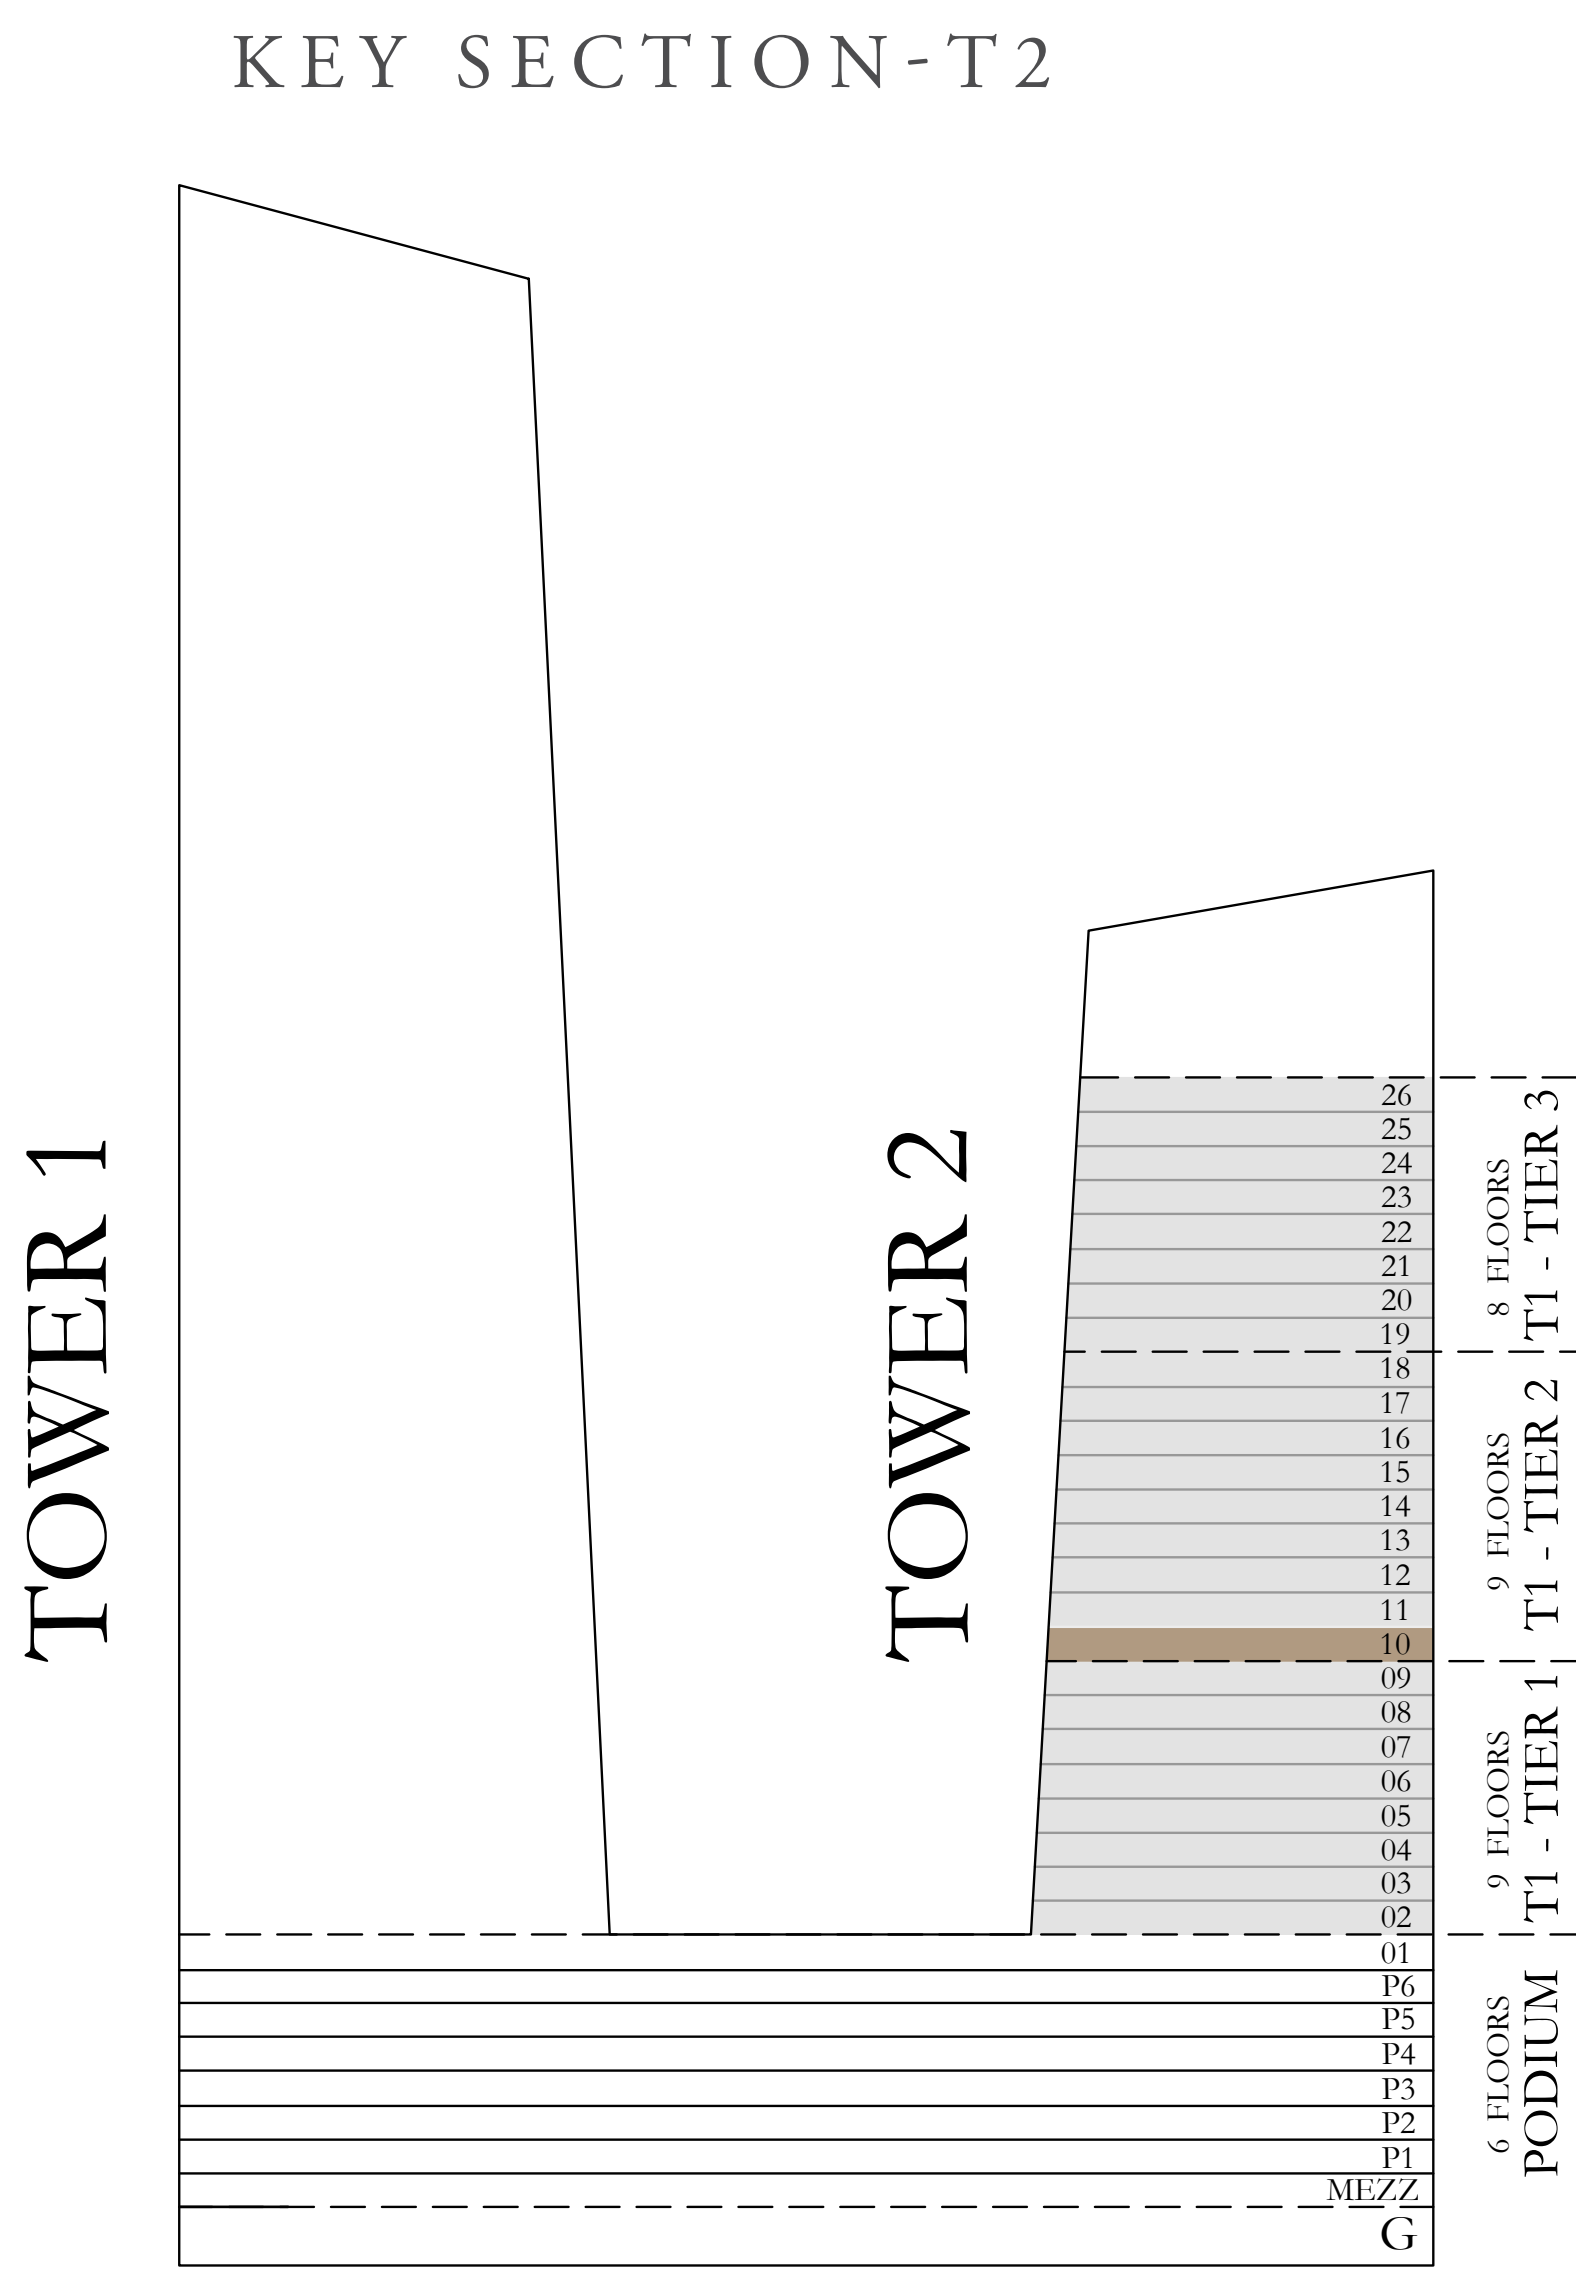 KEY SECTION-T2
TOWER 1
TOWER 2
26
25
24
23
22
21
20
19
18
17
16
15
14
13
12
11
10
09
08
07
06
05
04
03
02
01
P6
P5
P4
P3
P2
P1
MEZZ
G
8 FLOORS
T1 - TIER 3
9 FLOORS
T1 - TIER 2
9 FLOORS
T1 - TIER 1
6 FLOORS
PODIUM